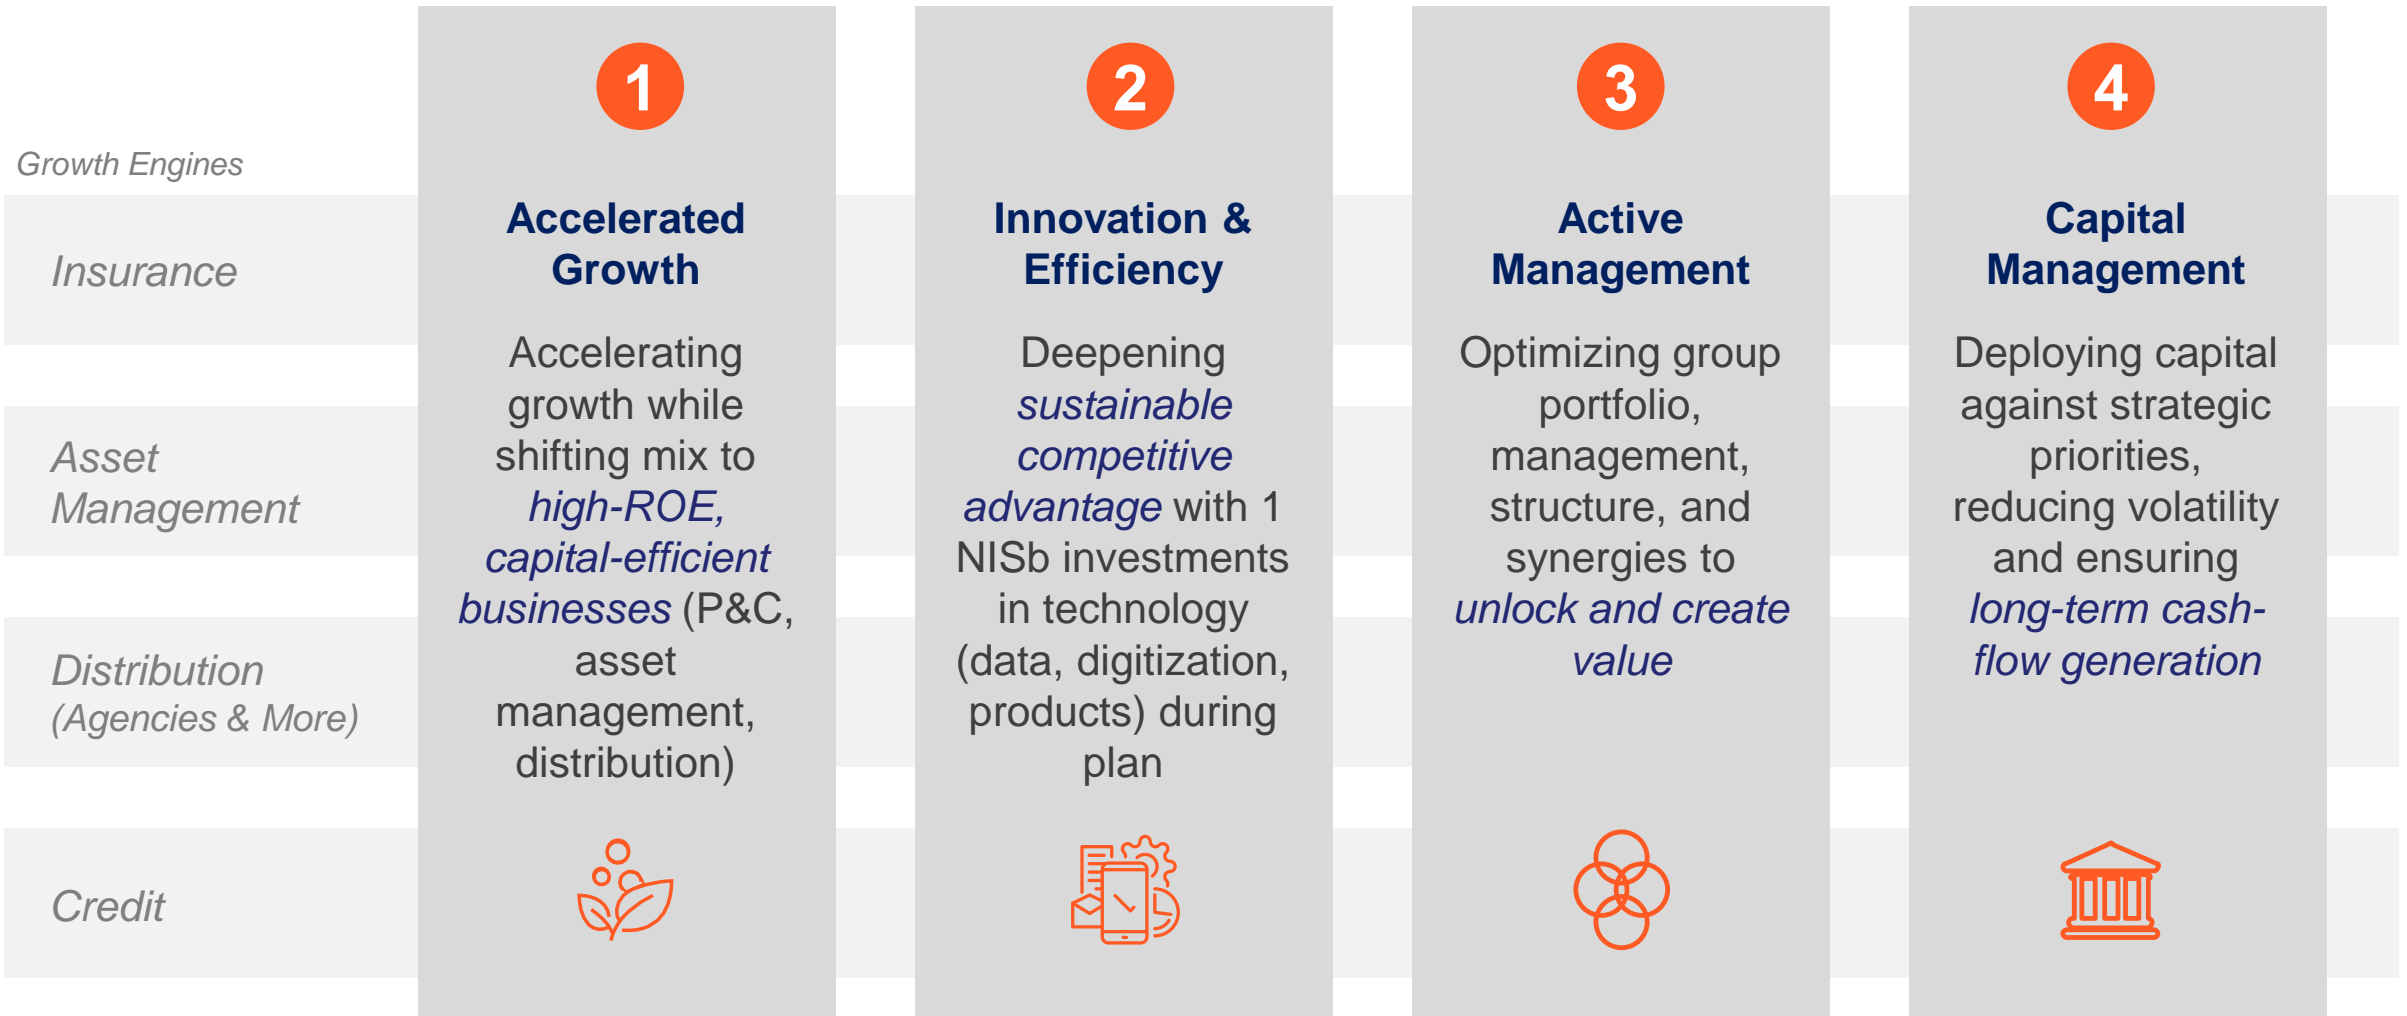 Growth Engines
Insurance
Asset
Management
Distribution
(Agencies & More)
Credit
1
Accelerated
Growth
Accelerating
growth while
shifting mix to
high-ROE,
capital-efficient
businesses (P&C,
asset
management,
distribution)
2
Innovation &
Efficiency
Deepening
sustainable
competitive
advantage with 1
NISb investments
in technology
(data, digitization,
products) during
plan
3
Active
Management
Optimizing group
portfolio,
management,
structure, and
synergies to
unlock and create
value
4
Capital
Management
Deploying capital
against strategic
priorities,
reducing volatility
and ensuring
long-term cash-
flow generation